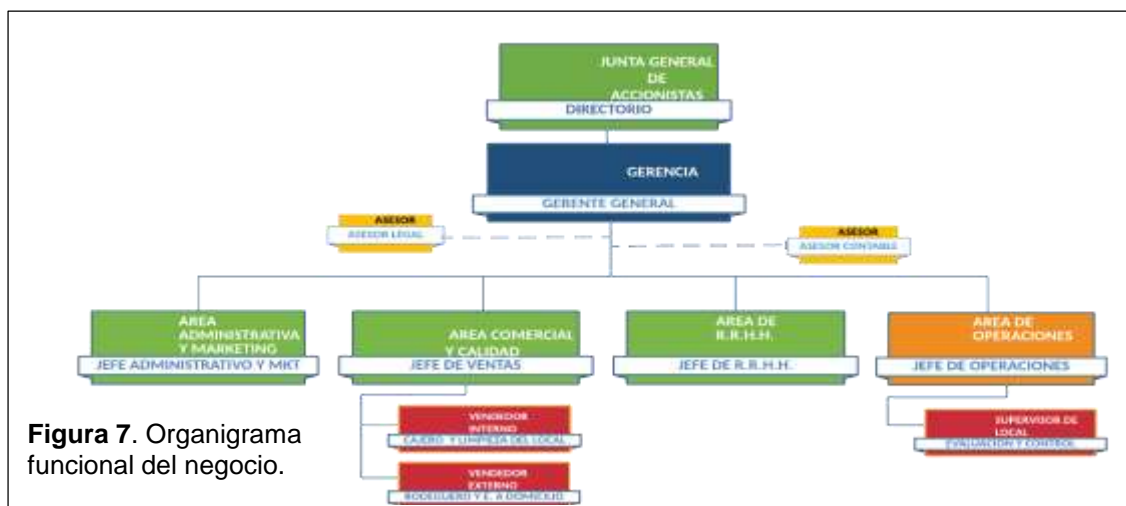 JUNTA GENERAL
DE
ACCIONISTAS
DIRECTORIO
GERENCIA
GERENTE GENERAL
ASESOR
ASESOR LEGAL
ASESOR
ASESOR CONTABLE
AREA
ADMINISTRATIVA
Y MARKETING
JEFE ADMINISTRATIVO Y MKT
AREA COMERCIAL
Y CALIDAD
JEFE DE VENTAS
AREA DE
R.R.H.H.
JEFE DE R.R.H.H.
AREA DE
OPERACIONES
JEFE DE OPERACIONES
VENDEDOR
INTERNO
CAJERO Y LIMPIEZA DEL LOCAL
VENDEDOR
EXTERNO
BODEGUERO Y E. A DOMICILIO
SUPERVISOR DE
LOCAL
EVALUACION Y CONTROL
Figura 7. Organigrama
funcional del negocio.